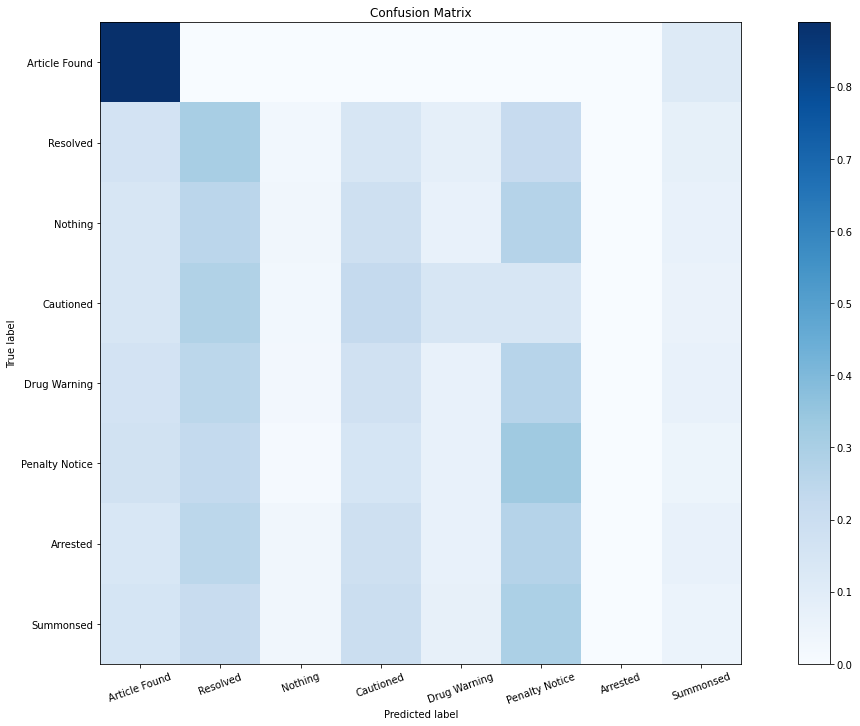 Confusion Matrix
Article Found
Resolved
Nothing
Cautioned
Drug Warning
Penalty Notice
Arrested
Summonsed
True label
Article Found
Resolved
Nothing
Cautioned
Drug Warning
Penalty Notice
Arrested
Summonsed
Predicted label
0.8
0.7
0.6
0.5
0.4
0.3
0.2
0.1
0.0